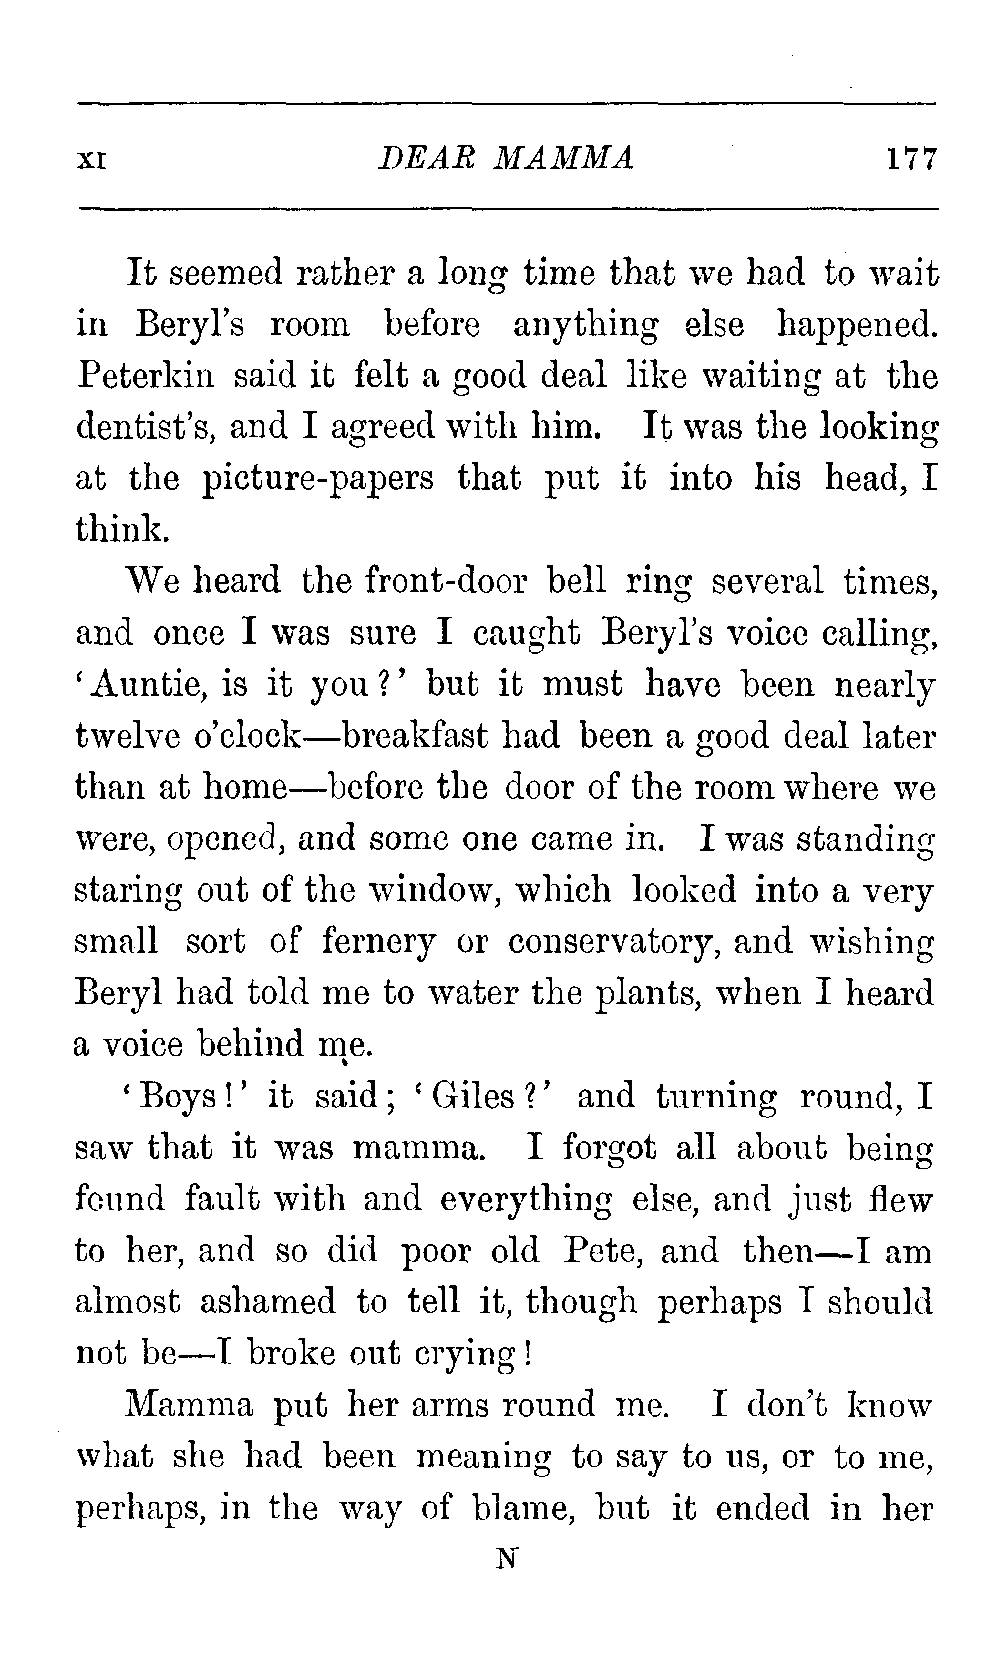 XI DEAR MAMMA 177
It seemed rather a long time that we had to wait
in Beryl's room before anything else happened.
Peterkin said it felt a good deal like waiting at the
dentist's, and I agreed with him. It was the looking
at the picture-papers that put it into his head, I
think.
We heard the front-door bell ring several times,
and once I was sure I caught Beryl's voice calling,
'Auntie, is it you?' but it must have been nearly
twelve o'clock—breakfast had been a good deal later
than at home—before the door of the room where we
were, opened, and some one came in. I was standing
staring out of the window, which looked into a very
small sort of fernery or conservatory, and wishing
Beryl had told me to water the plants, when I heard
a voice behind me.
'Boys!' it said; 'Giles?' and turning round, I
saw that it was mamma. I forgot all about being
found fault with and everything else, and just flew
to her, and so did poor old Pete, and then—I am
almost ashamed to tell it, though perhaps I should
not be—I broke out crying!
Mamma put her arms round me. I don't know
what she had been meaning to say to us, or to me,
perhaps, in the way of blame, but it ended in her
N